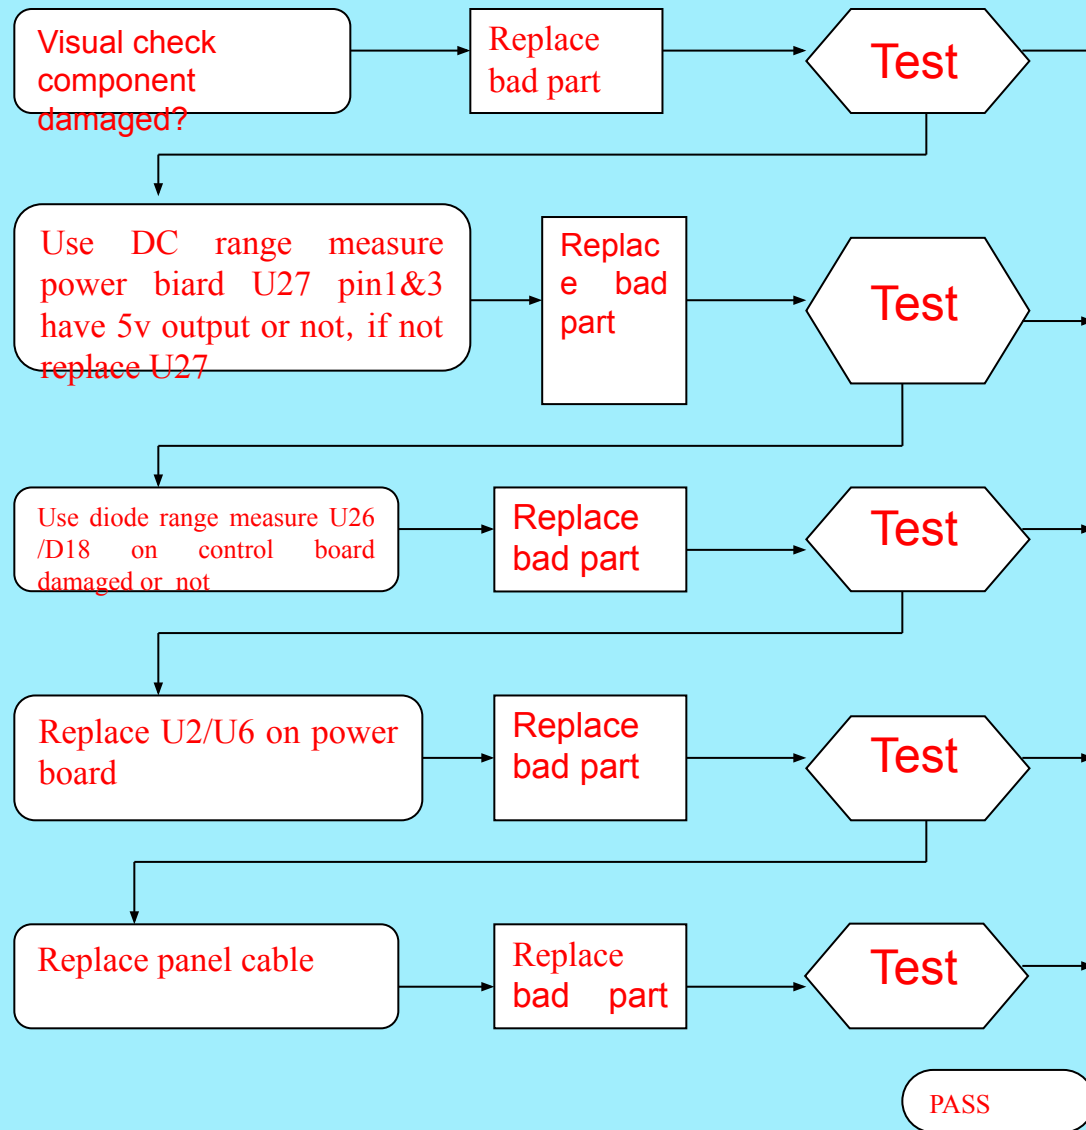 Visual check
component
damaged?
Replace
bad part
Test
Use DC range measure
power biard U27 pin1&3
have 5v output or not, if not
replace U27
Replac
e bad
part
Test
Use diode range measure U26
/D18 on control board
damaged or not
Replace
bad part
Test
Replace U2/U6 on power
board
Replace
bad part
Test
Replace panel cable
Replace
bad part
Test
PASS